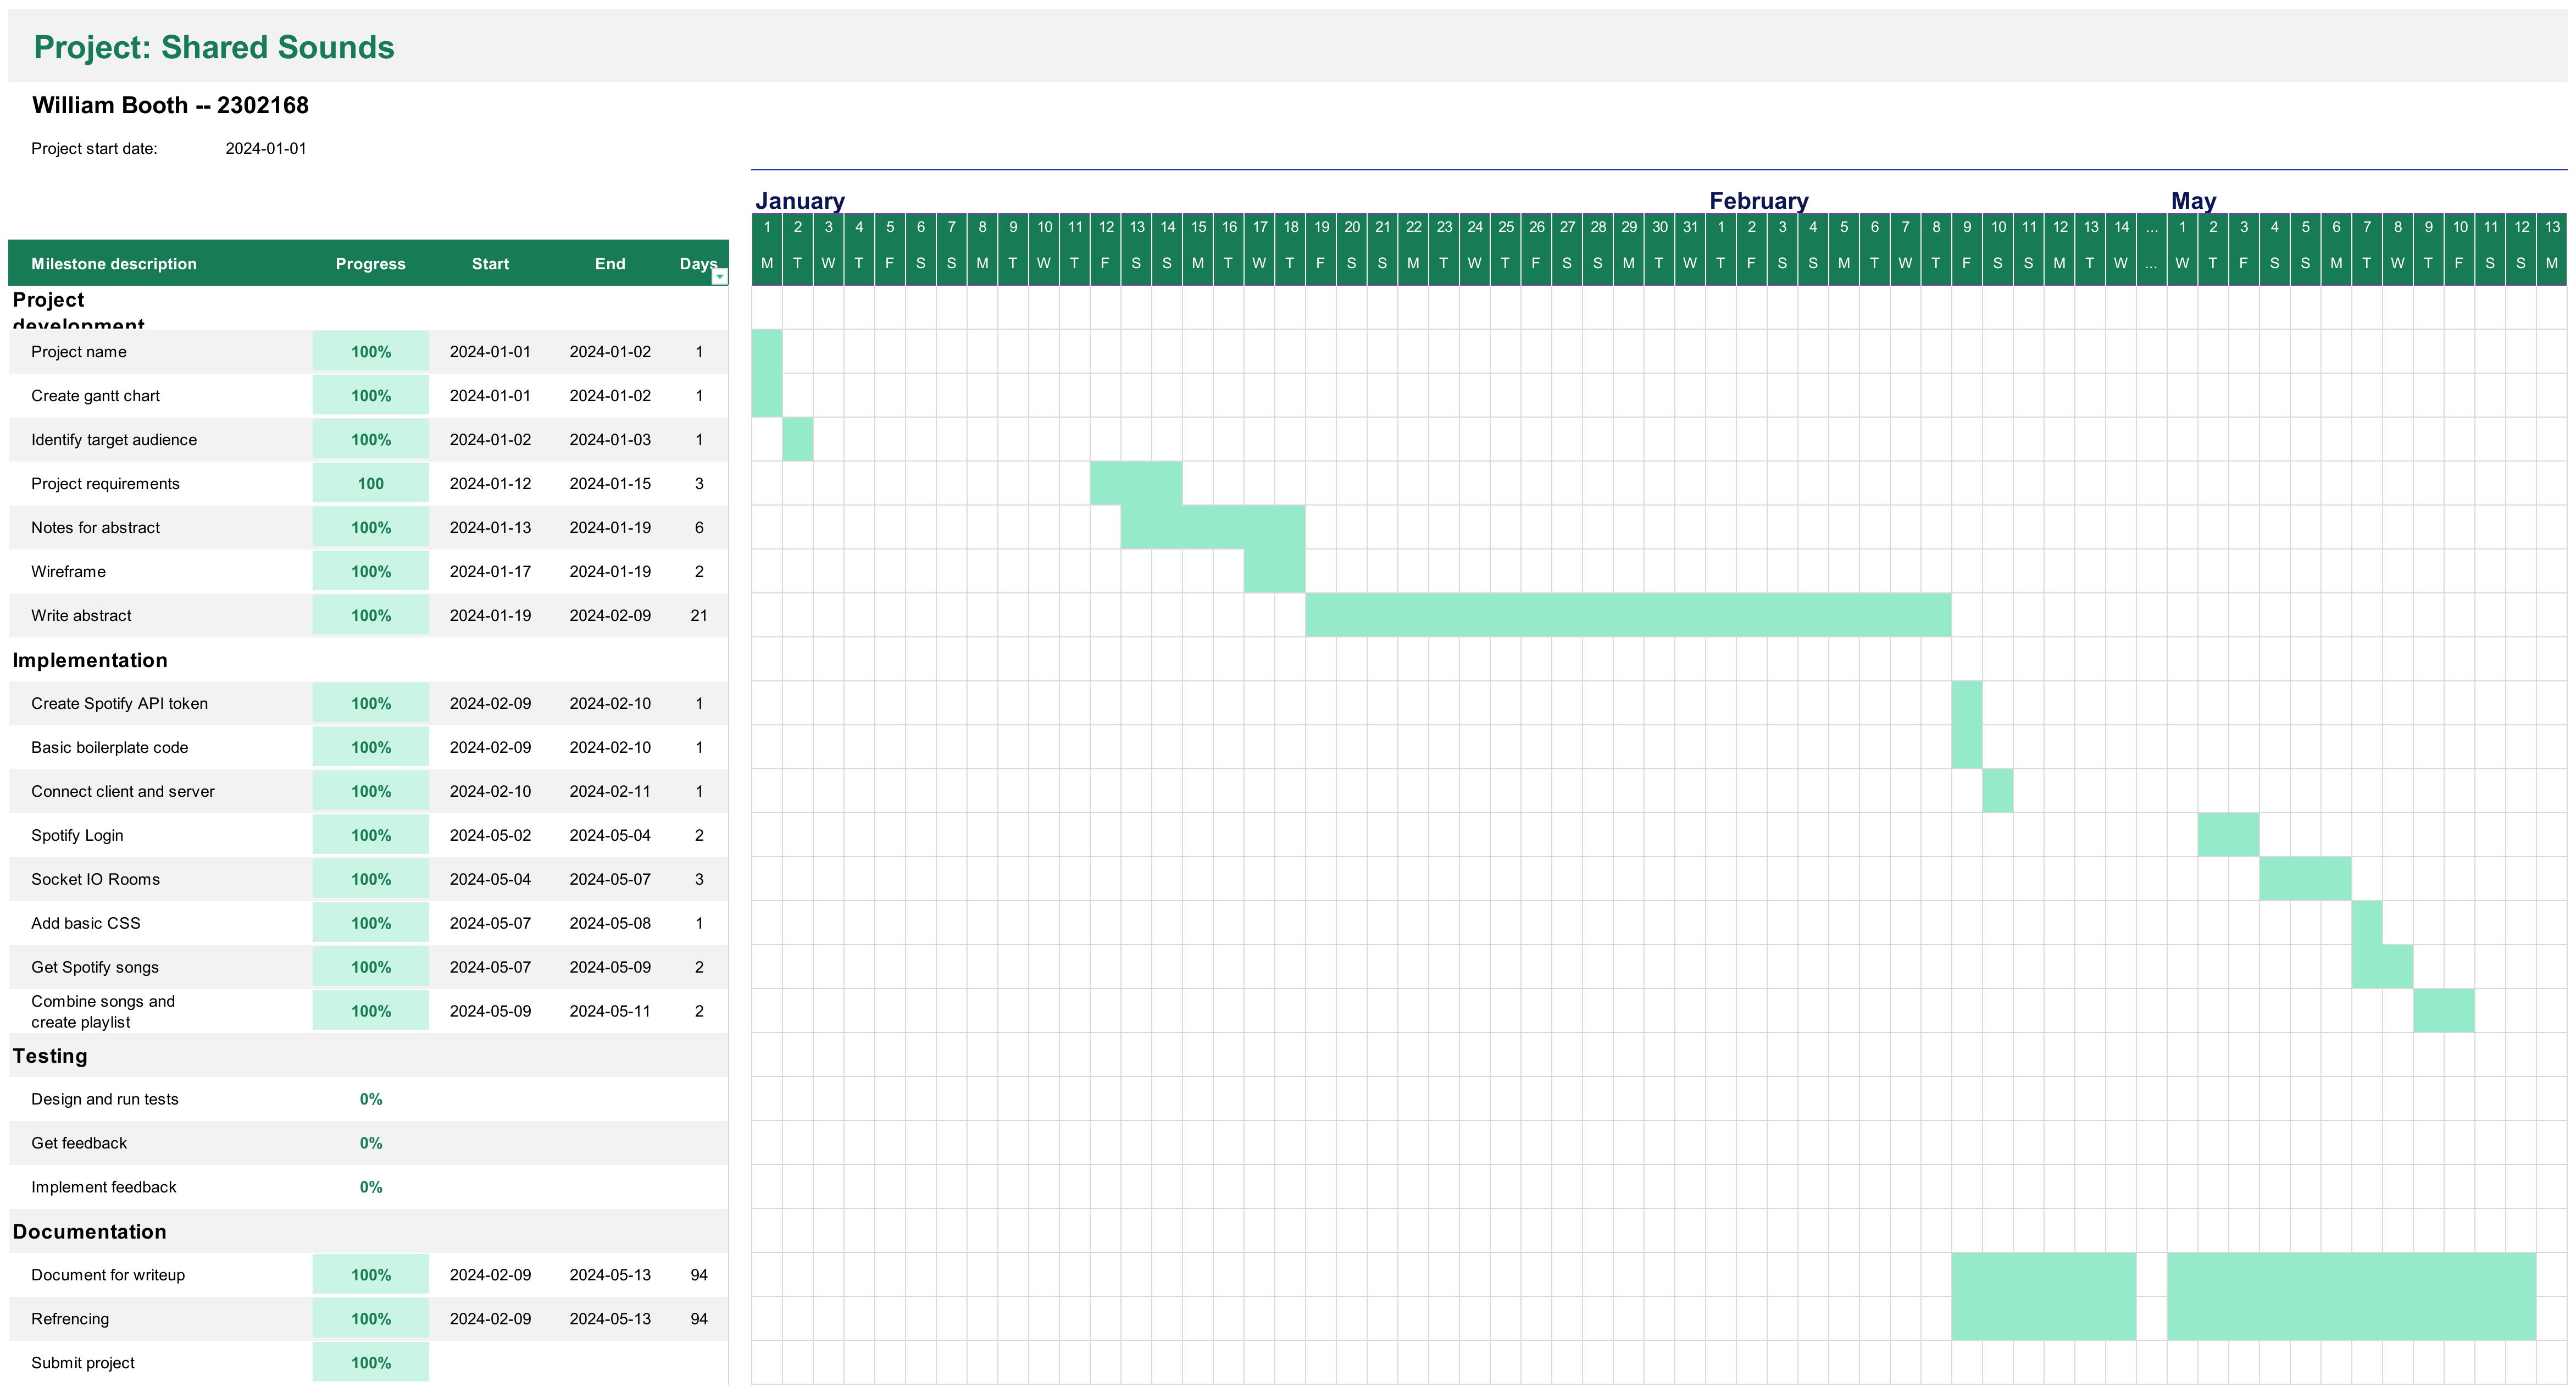 Project: Shared Sounds
William Booth -- 2302168
Project start date: 2024-01-01
January February May
1 2 3 4 5 6 7 8 9 10 11 12 13 14 15 16 17 18 19 20 21 22 23 24 25 26 27 28 29 30 31 1 2 3 4 5 6 7 8 9 10 11 12 13 14 ... 1 2 3 4 5 6 7 8 9 10 11 12 13
Milestone description Progress Start End Days M T W T F S S M T W T F S S M T W T F S S M T W T F S S M T W T F S S M T W T F S S M T W ... W T F S S M T W T F S S M
Project
development
Project name 100% 2024-01-01 2024-01-02 1
Create gantt chart 100% 2024-01-01 2024-01-02 1
Identify target audience 100% 2024-01-02 2024-01-03 1
Project requirements 100 2024-01-12 2024-01-15 3
Notes for abstract 100% 2024-01-13 2024-01-19 6
Wireframe 100% 2024-01-17 2024-01-19 2
Write abstract 100% 2024-01-19 2024-02-09 21
Implementation
Create Spotify API token 100% 2024-02-09 2024-02-10 1
Basic boilerplate code 100% 2024-02-09 2024-02-10 1
Connect client and server 100% 2024-02-10 2024-02-11 1
Spotify Login 100% 2024-05-02 2024-05-04 2
Socket IO Rooms 100% 2024-05-04 2024-05-07 3
Add basic CSS 100% 2024-05-07 2024-05-08 1
Get Spotify songs 100% 2024-05-07 2024-05-09 2
Combine songs and
create playlist 100% 2024-05-09 2024-05-11 2
Testing
Design and run tests 0%
Get feedback 0%
Implement feedback 0%
Documentation
Document for writeup 100% 2024-02-09 2024-05-13 94
Refrencing 100% 2024-02-09 2024-05-13 94
Submit project 100%